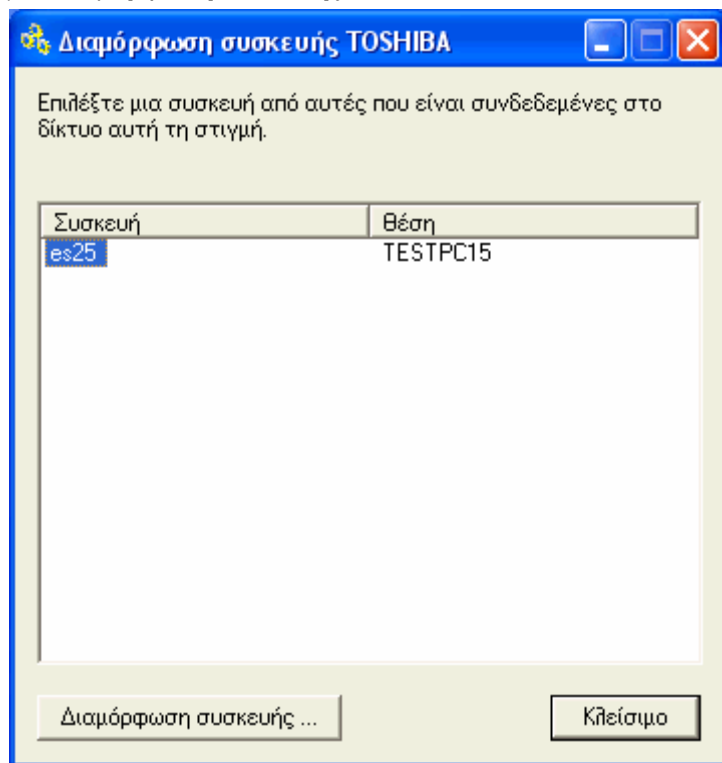 Διαμόρφωση συσκευής TOSHIBA
Επιλέξτε μια συσκευή από αυτές που είναι συνδεδεμένες στο
δίκτυο αυτή τη στιγμή.
Συσκευή Θέση
es25 TESTPC15
Διαμόρφωση συσκευής ... Κλείσιμο